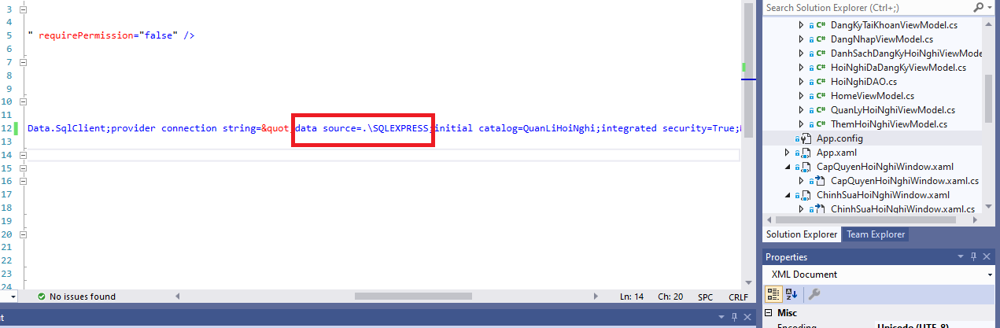 3
4
5 " requirePermission="false" />
6
7
8
9
10
11
12 Data.SqlClient;provider connection string=&quot;data source=.\SQLEXPRESS;initial catalog=QuanLiHoiNghi;integrated security=True;
13
14
15
16
17
18
19
20
21
22
23
24
No issues found
Ln: 14 Ch: 20 SPC CRLF
Search Solution Explorer (Ctrl+;)
C# DangKyTaiKhoanViewModel.cs
C# DangNhapViewModel.cs
C# DanhSachDangKyHoiNghiViewMode
C# HoiNghiDaDangKyViewModel.cs
C# HoiNghiDAO.cs
C# HomeViewModel.cs
C# QuanLyHoiNghiViewModel.cs
C# ThemHoiNghiViewModel.cs
App.config
App.xaml
CapQuyenHoiNghiWindow.xaml
CapQuyenHoiNghiWindow.xaml.cs
ChinhSuaHoiNghiWindow.xaml
ChinhSuaHoiNghiWindow.xaml.cs
Solution Explorer Team Explorer
Properties
XML Document
Misc
Encoding Unicode (UTF-8)